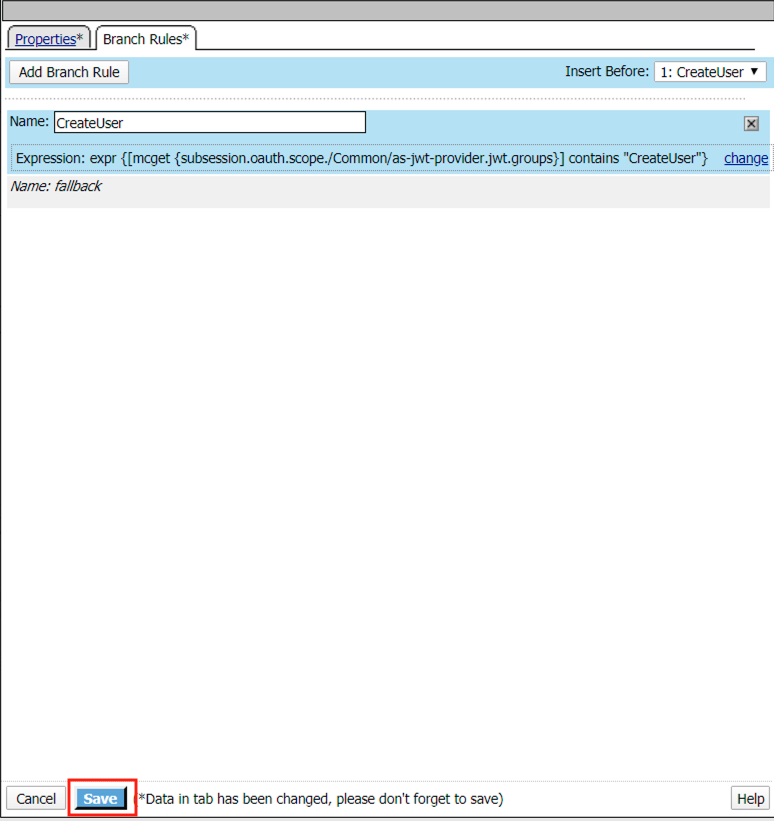 Properties* Branch Rules*
Add Branch Rule Insert Before: 1: CreateUser
Name: CreateUser
Expression: expr {[mcget {subsession.oauth.scope./Common/as-jwt-provider.jwt.groups}] contains "CreateUser"} change
Name: fallback
Cancel Save (*Data in tab has been changed, please don't forget to save) Help